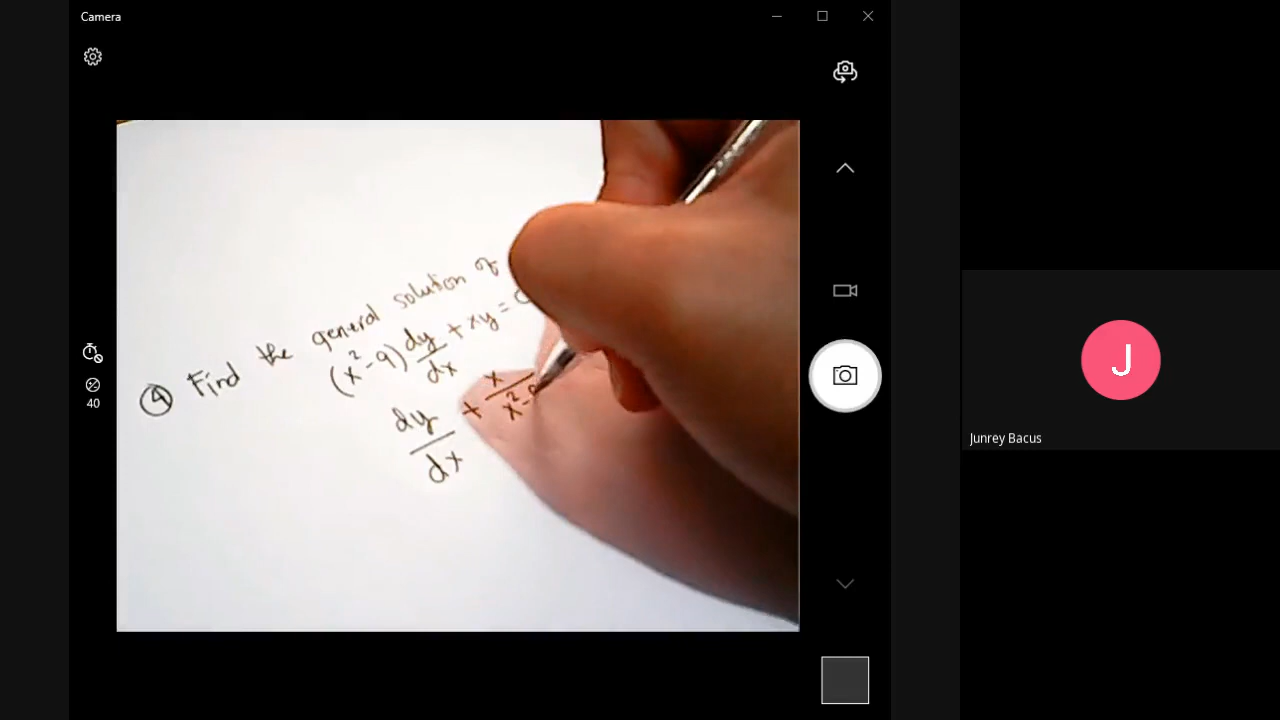 Camera
40
④ Find the general solution of
(x² - 9) dy/dx + xy = 0
dy/dx + x/x² - 9
J
Junrey Bacus